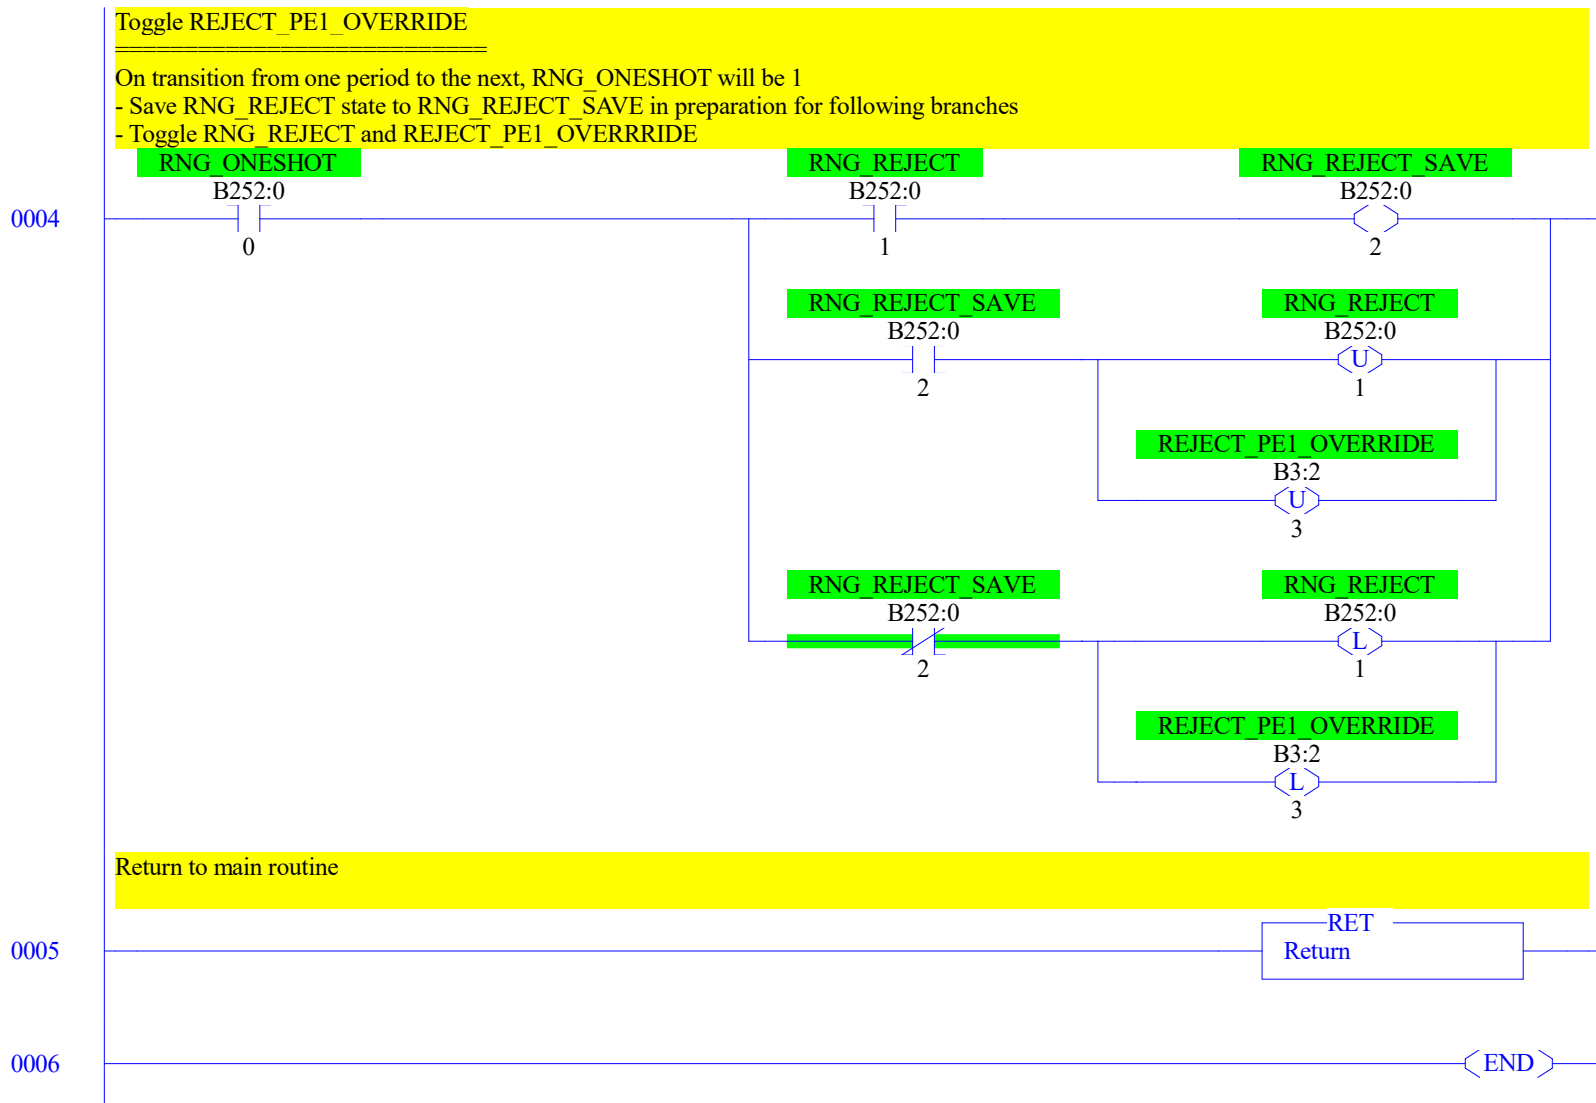 Toggle REJECT_PE1_OVERRIDE
===========================
On transition from one period to the next, RNG_ONESHOT will be 1
- Save RNG_REJECT state to RNG_REJECT_SAVE in preparation for following branches
- Toggle RNG_REJECT and REJECT_PE1_OVERRRIDE
RNG_ONESHOT RNG_REJECT RNG_REJECT_SAVE
B252:0 B252:0 B252:0
0004
0 1 2
RNG_REJECT_SAVE RNG_REJECT
B252:0 B252:0
U
2 1
REJECT_PE1_OVERRIDE
B3:2
U
3
RNG_REJECT_SAVE RNG_REJECT
B252:0 B252:0
L
2 1
REJECT_PE1_OVERRIDE
B3:2
L
3
Return to main routine
RET
0005 Return
0006 END